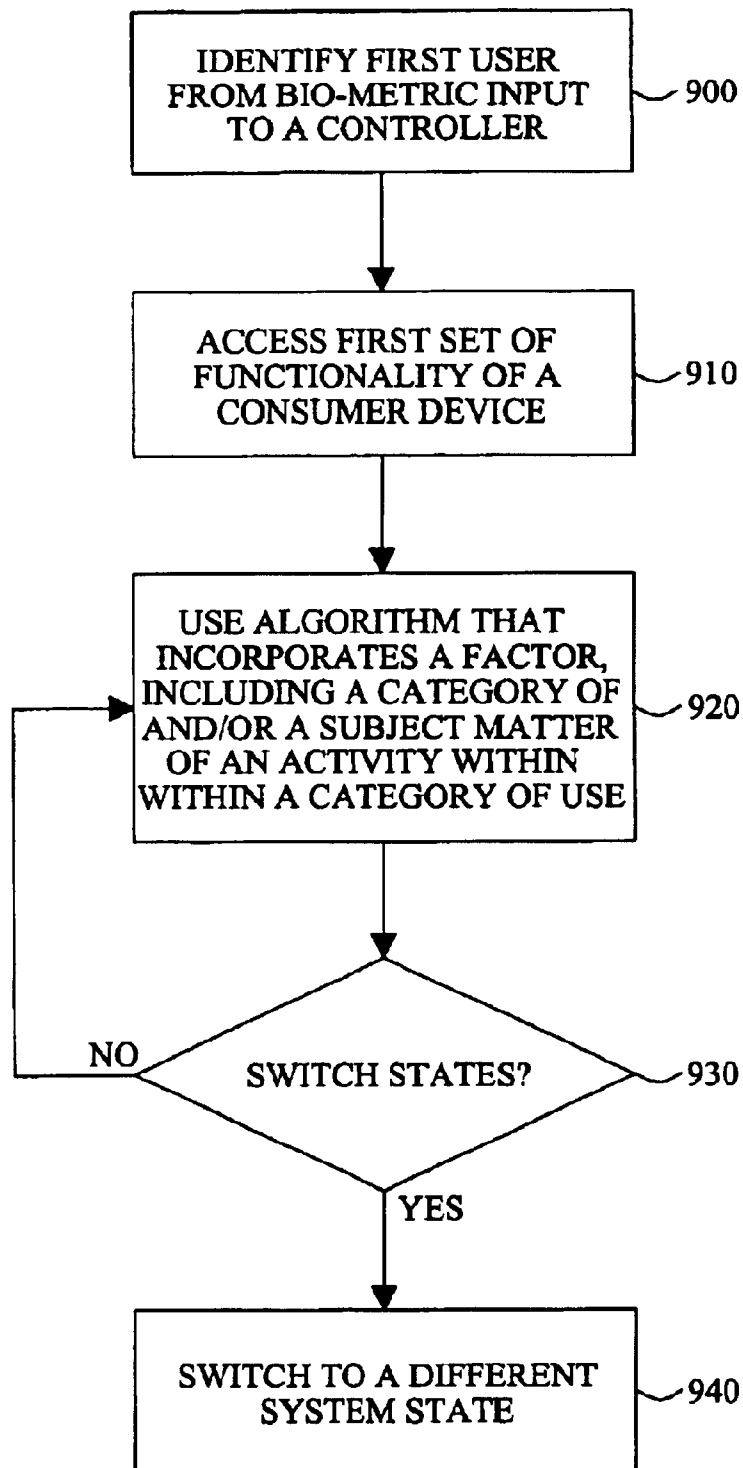 IDENTIFY FIRST USER
FROM BIO-METRIC INPUT
TO A CONTROLLER
900
ACCESS FIRST SET OF
FUNCTIONALITY OF A
CONSUMER DEVICE
910
USE ALGORITHM THAT
INCORPORATES A FACTOR,
INCLUDING A CATEGORY OF
AND/OR A SUBJECT MATTER
OF AN ACTIVITY WITHIN
WITHIN A CATEGORY OF USE
920
NO
SWITCH STATES?
930
YES
SWITCH TO A DIFFERENT
SYSTEM STATE
940